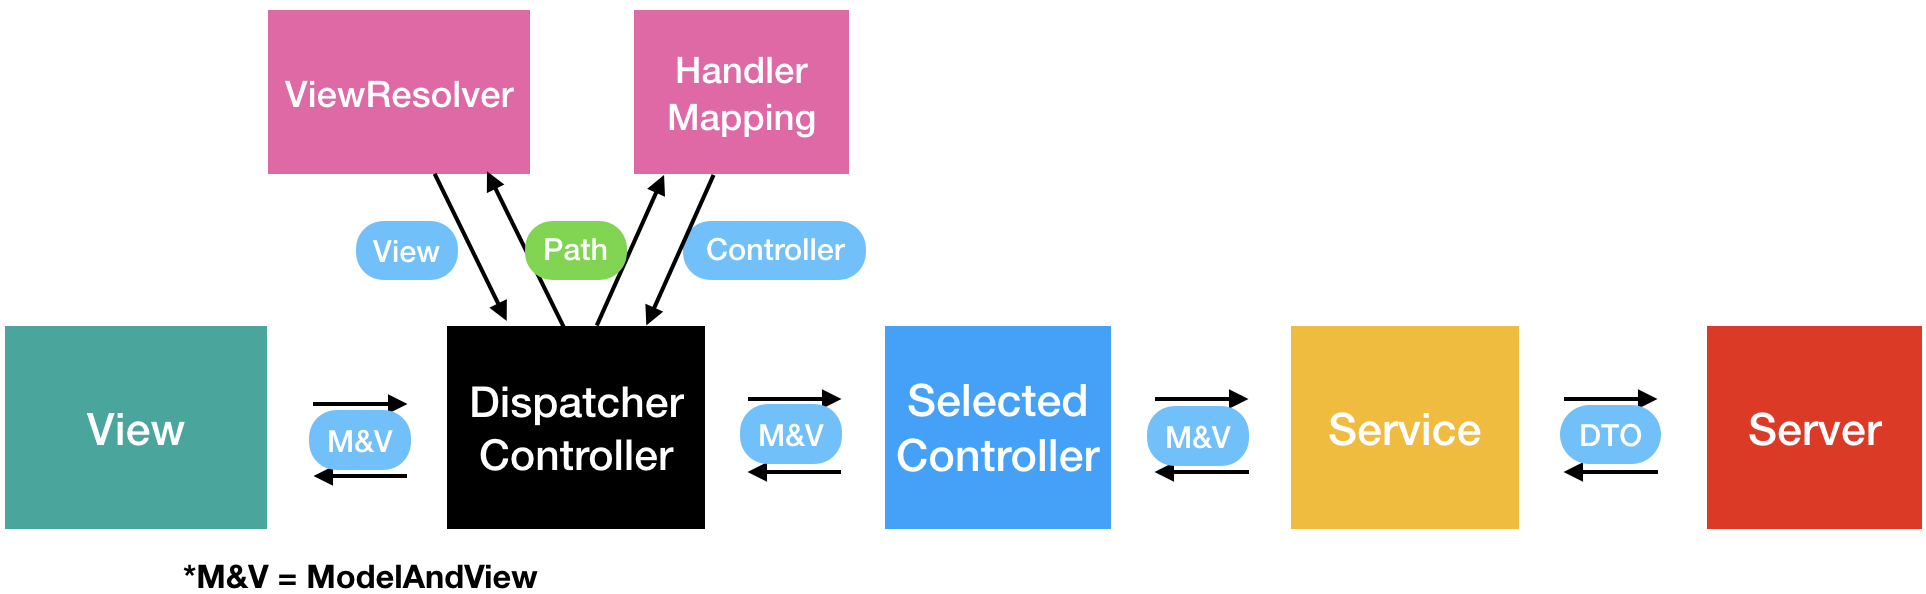 ViewResolver
Handler
Mapping
View
Path
Controller
View
M&V
Dispatcher
Controller
M&V
Selected
Controller
M&V
Service
DTO
Server
*M&V = ModelAndView